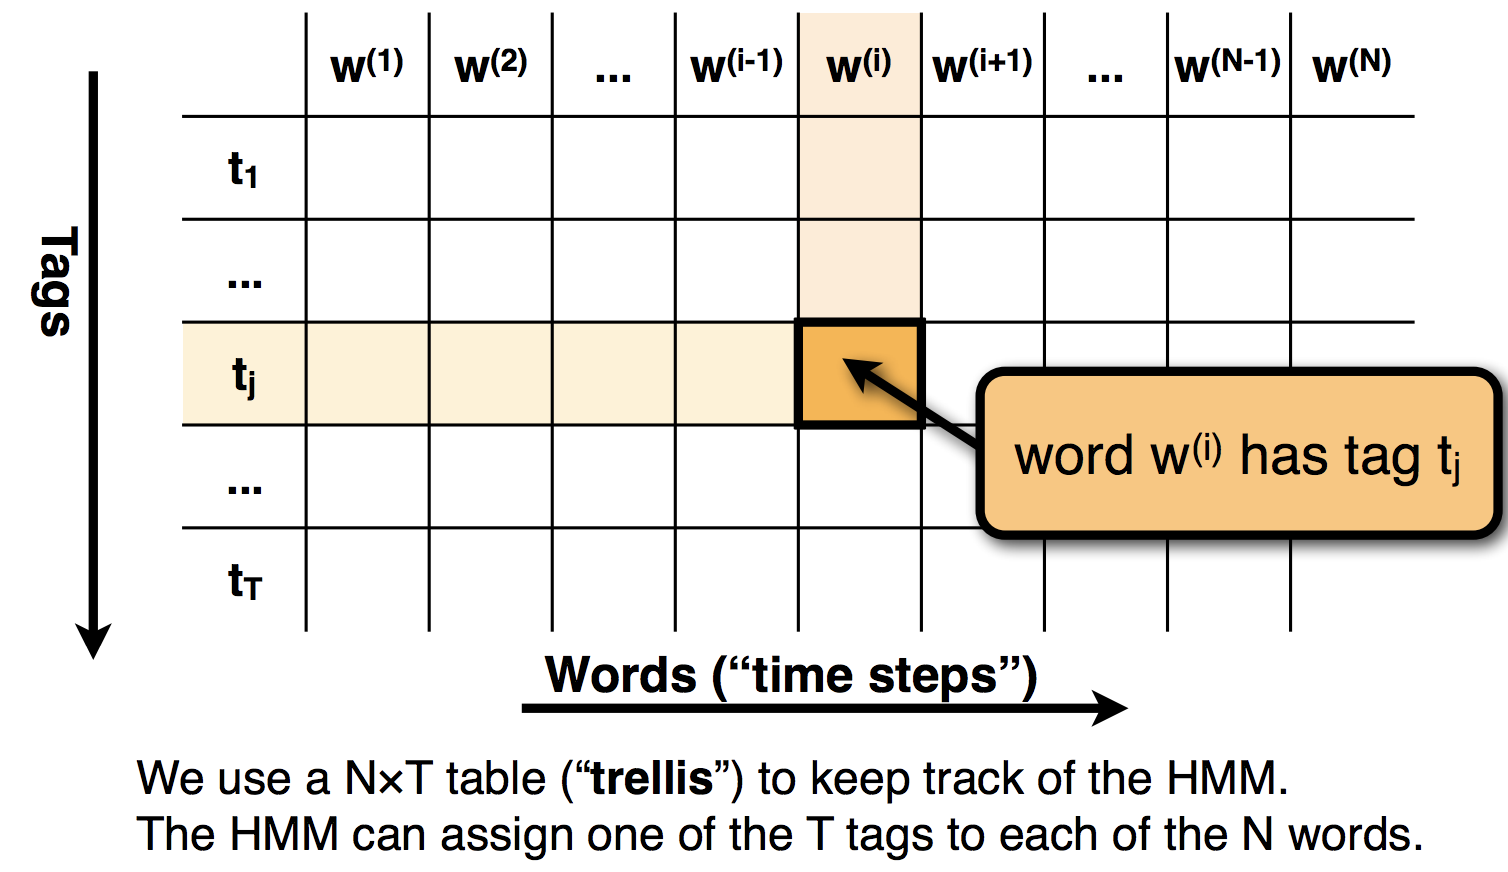 w(1) w(2) ... w(i-1) w(i) w(i+1) ... w(N-1) w(N)
t1
...
tj
...
tT
Tags
word w(i) has tag tj
Words (“time steps”)
We use a N×T table (“trellis”) to keep track of the HMM.
The HMM can assign one of the T tags to each of the N words.